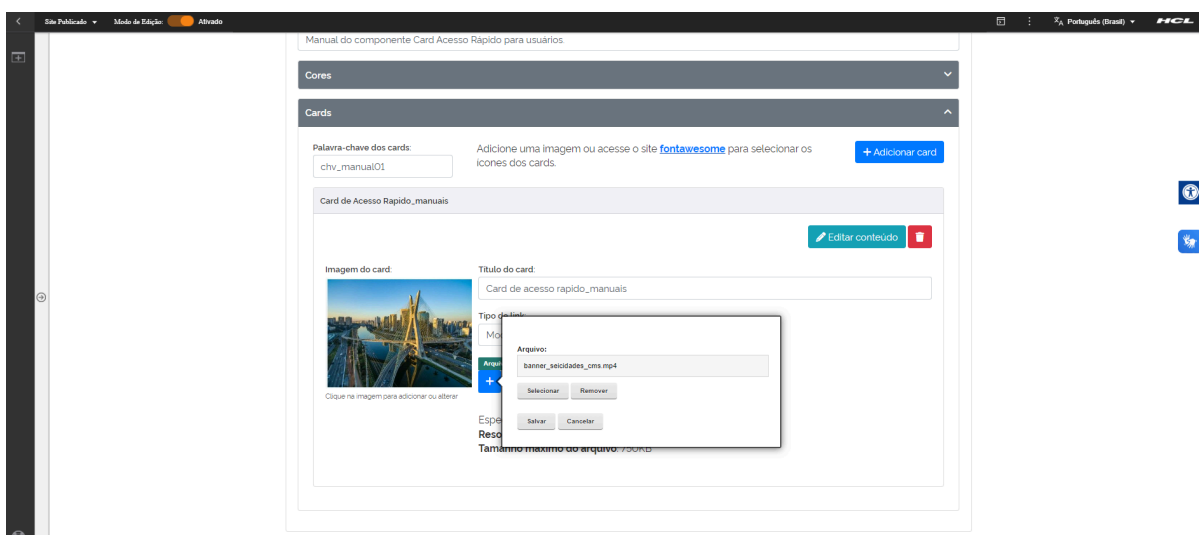 Site Publicado
Modo de Edição:
Ativado
Português (Brasil)
HCL
Manual do componente Card Acesso Rápido para usuários
Cores
Cards
Palavra-chave dos cards:
chv_manual01
Adicione uma imagem ou acesse o site fontawesome para selecionar os
ícones dos cards.
+ Adicionar card
Card de Acesso Rapido_manuais
Editar conteúdo
Imagem do card:
Clique na imagem para adicionar ou alterar
Título do card:
Card de acesso rapido_manuais
Tipo de link:
Arquivo:
banner_seicidades_cms.mp4
Selecionar
Remover
Salvar
Cancelar
Tamanho máximo do arquivo: 750KB